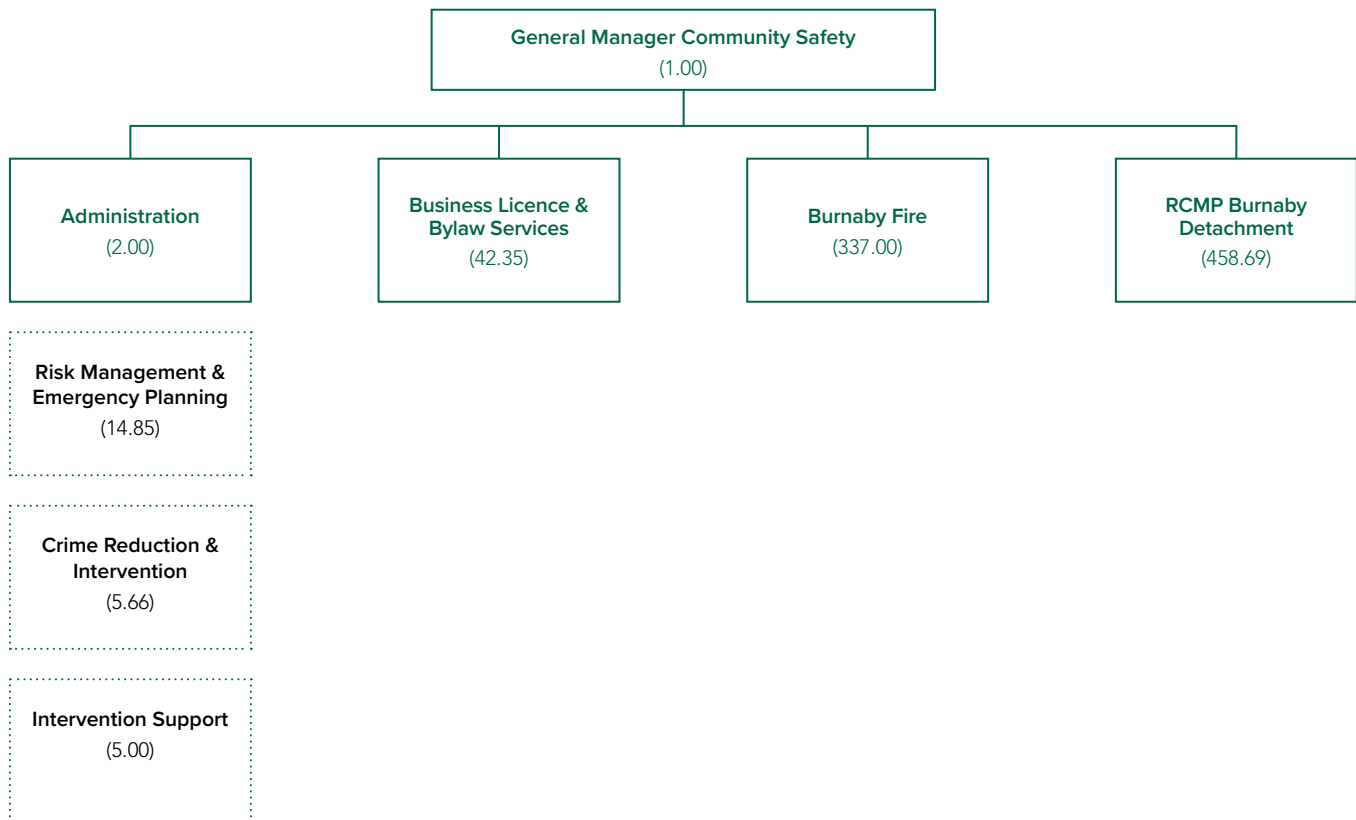 General Manager Community Safety
(1.00)
Administration
(2.00)
Business Licence &
Bylaw Services
(42.35)
Burnaby Fire
(337.00)
RCMP Burnaby
Detachment
(458.69)
Risk Management &
Emergency Planning
(14.85)
Crime Reduction &
Intervention
(5.66)
Intervention Support
(5.00)